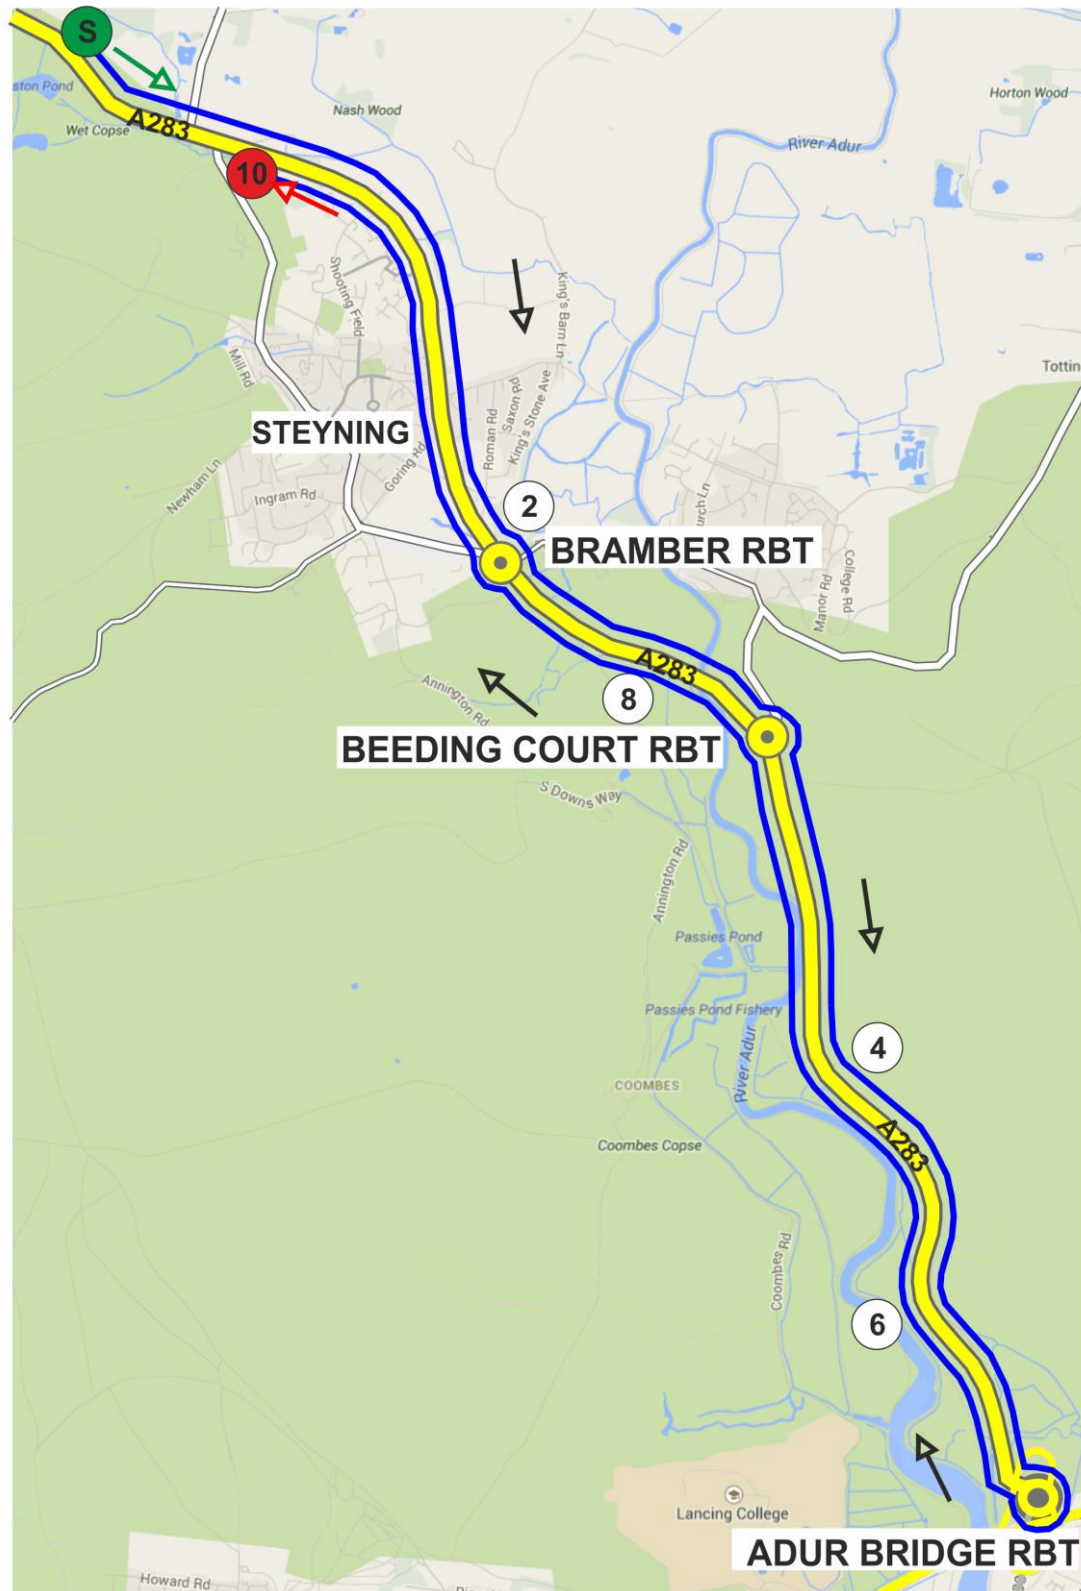 S
ston Pond
Nash Wood
Horton Wood
Wet Copse
A283
River Adur
10
Shooting Field
King's Barn Ln
Mill Rd
Tottin
Saxon Rd
King's Stone Ave
Roman Rd
STEYNING
Goring Rd
Newham Ln
Ingram Rd
2
urch Ln
BRAMBER RBT
College Rd
Manor Rd
A283
Annington Rd
8
BEEDING COURT RBT
S Downs Way
Annington Rd
Passies Pond
Passies Pond Fishery
4
River Adur
COOMBES
A283
Coombes Copse
Coombes Rd
6
Lancing College
ADUR BRIDGE RBT
Howard Rd